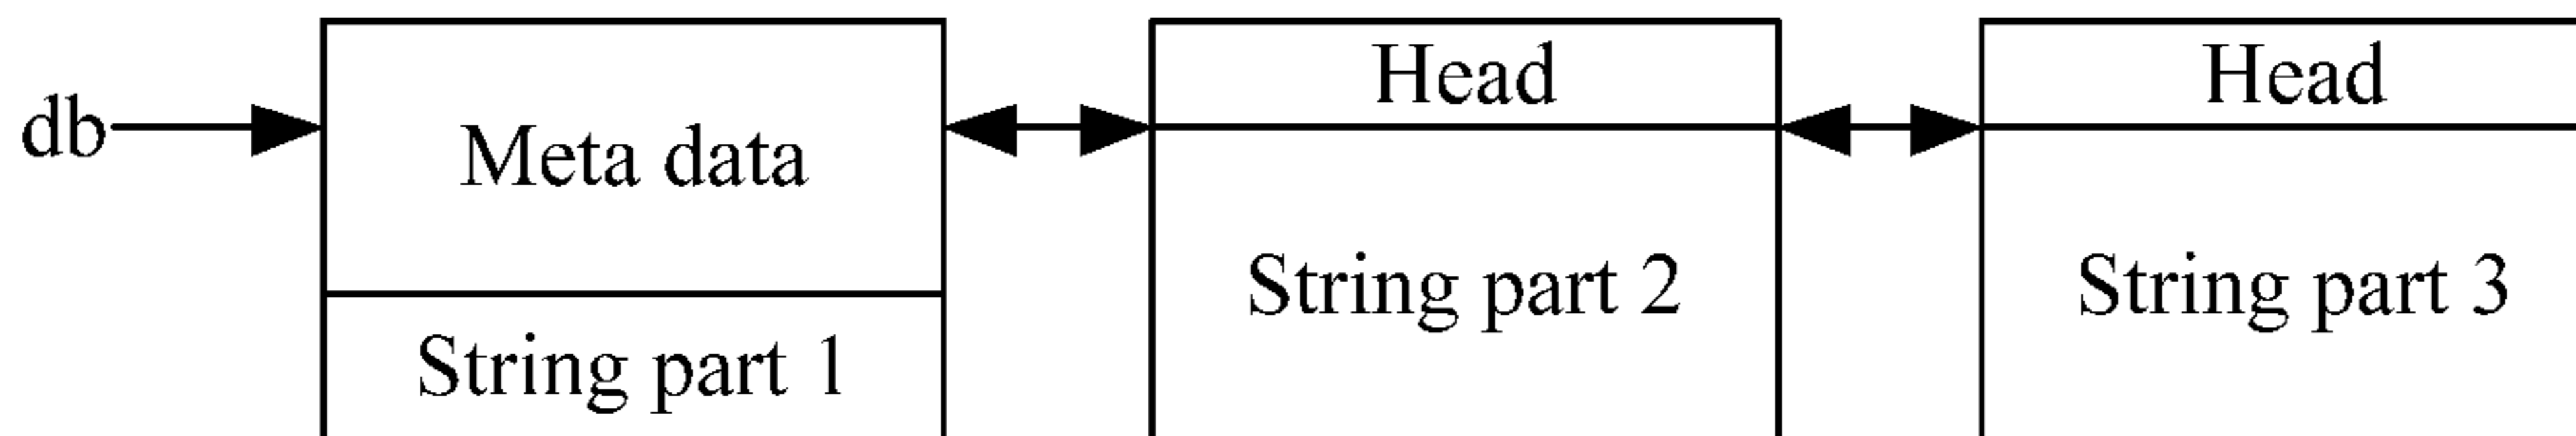 db
Meta data
String part 1
Head
String part 2
Head
String part 3